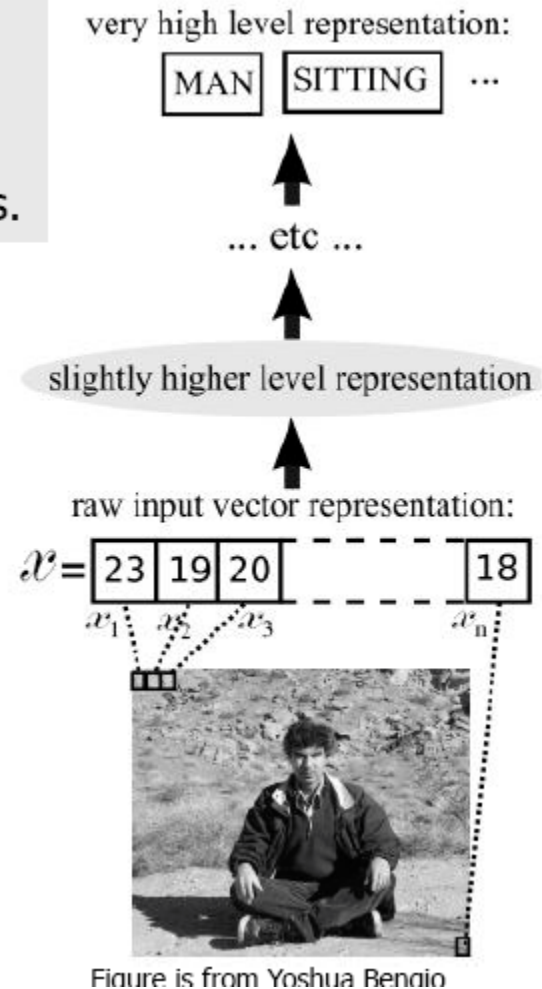 very high level representation:
MAN SITTING ...
s.
... etc ...
slightly higher level representation
raw input vector representation:
x = 23 19 20 18
x1 x2 x3 xn
Figure is from Yoshua Bengio